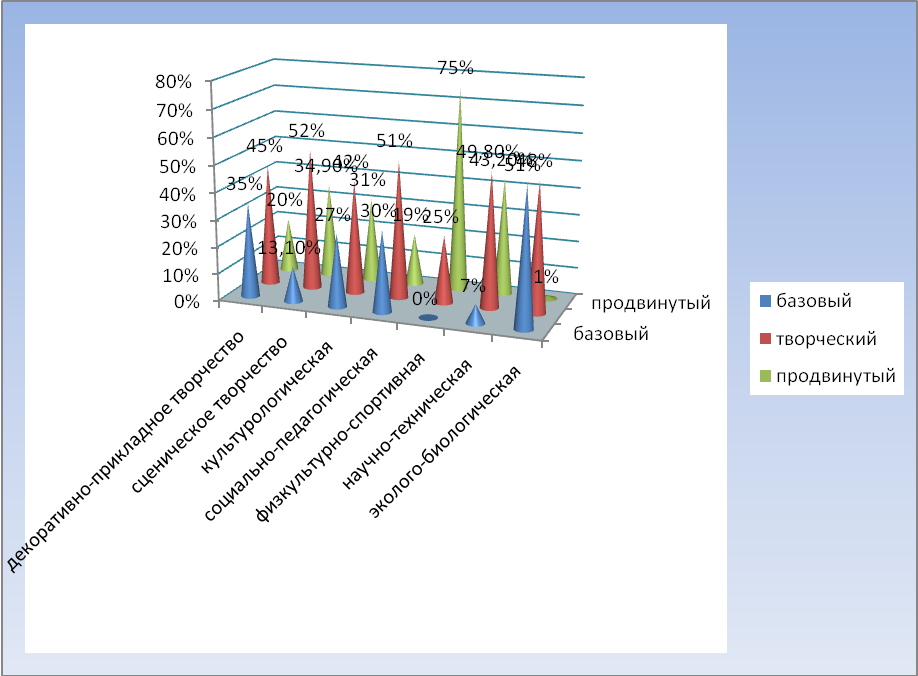 80%
70%
60%
50%
40%
30%
20%
10%
0%
75%
52%
45%
51%
49,80%
43,20%
48%
51%
34,90%
42%
31%
35%
20%
27%
30%
19%
25%
13,10%
0%
7%
1%
продвинутый
базовый
декоративно-прикладное творчество
сценическое творчество
культурологическая
социально-педагогическая
физкультурно-спортивная
научно-техническая
эколого-биологическая
базовый
творческий
продвинутый